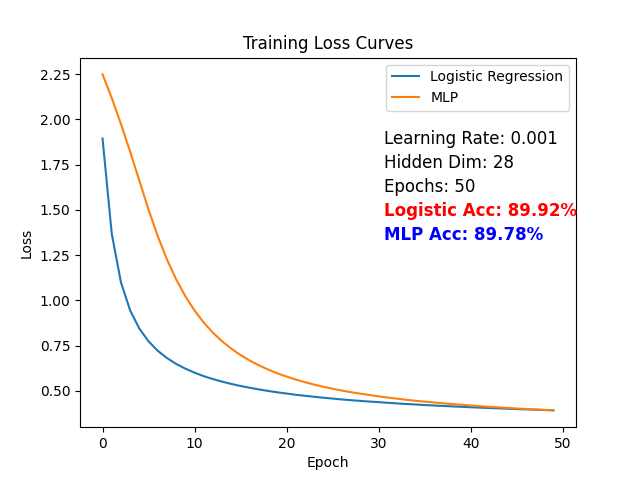 Training Loss Curves
Logistic Regression
MLP
Learning Rate: 0.001
Hidden Dim: 28
Epochs: 50
Logistic Acc: 89.92%
MLP Acc: 89.78%
2.25
2.00
1.75
1.50
1.25
1.00
0.75
0.50
Loss
0 10 20 30 40 50
Epoch